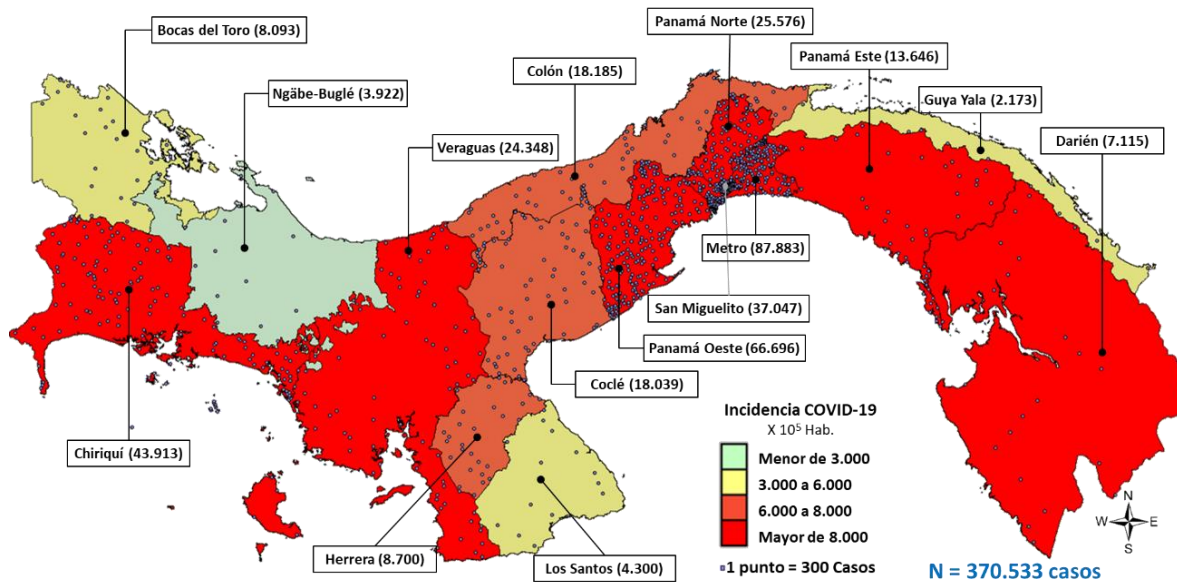 Bocas del Toro (8.093)
Panamá Norte (25.576)
Panamá Este (13.646)
Colón (18.185)
Ngäbe-Buglé (3.922)
Guya Yala (2.173)
Veraguas (24.348)
Darién (7.115)
Metro (87.883)
San Miguelito (37.047)
Panamá Oeste (66.696)
Coclé (18.039)
Chiriquí (43.913)
Herrera (8.700)
Los Santos (4.300)
Incidencia COVID-19
X 10⁵ Hab.
Menor de 3.000
3.000 a 6.000
6.000 a 8.000
Mayor de 8.000
1 punto = 300 Casos
N
W E
S
N = 370.533 casos